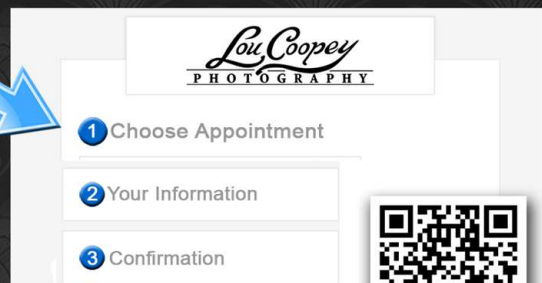 Lou Coopey
PHOTOGRAPHY
1 Choose Appointment
2 Your Information
3 Confirmation